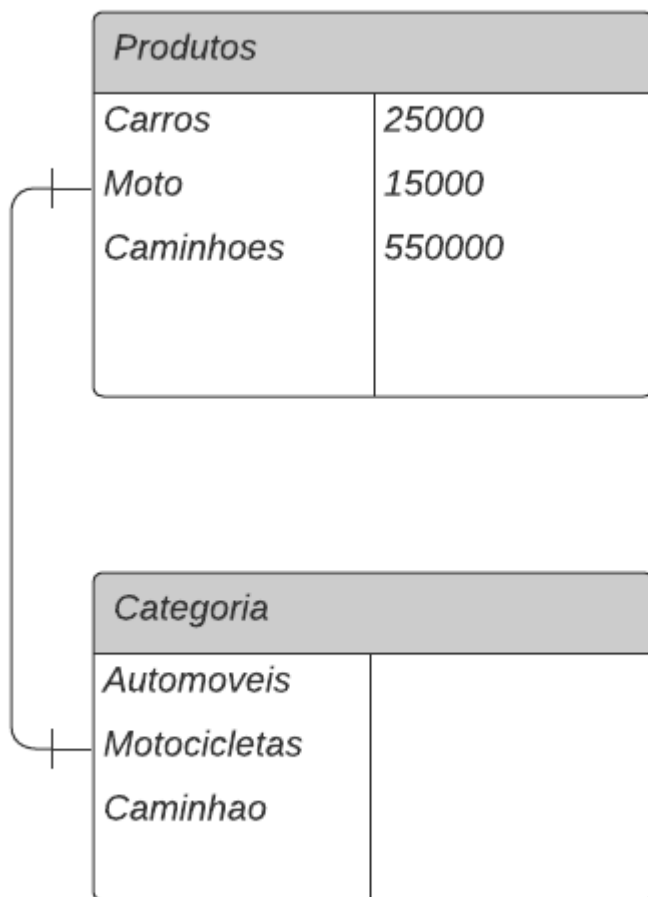 Produtos
Carros 25000
Moto 15000
Caminhoes 550000
Categoria
Automoveis
Motocicletas
Caminhao